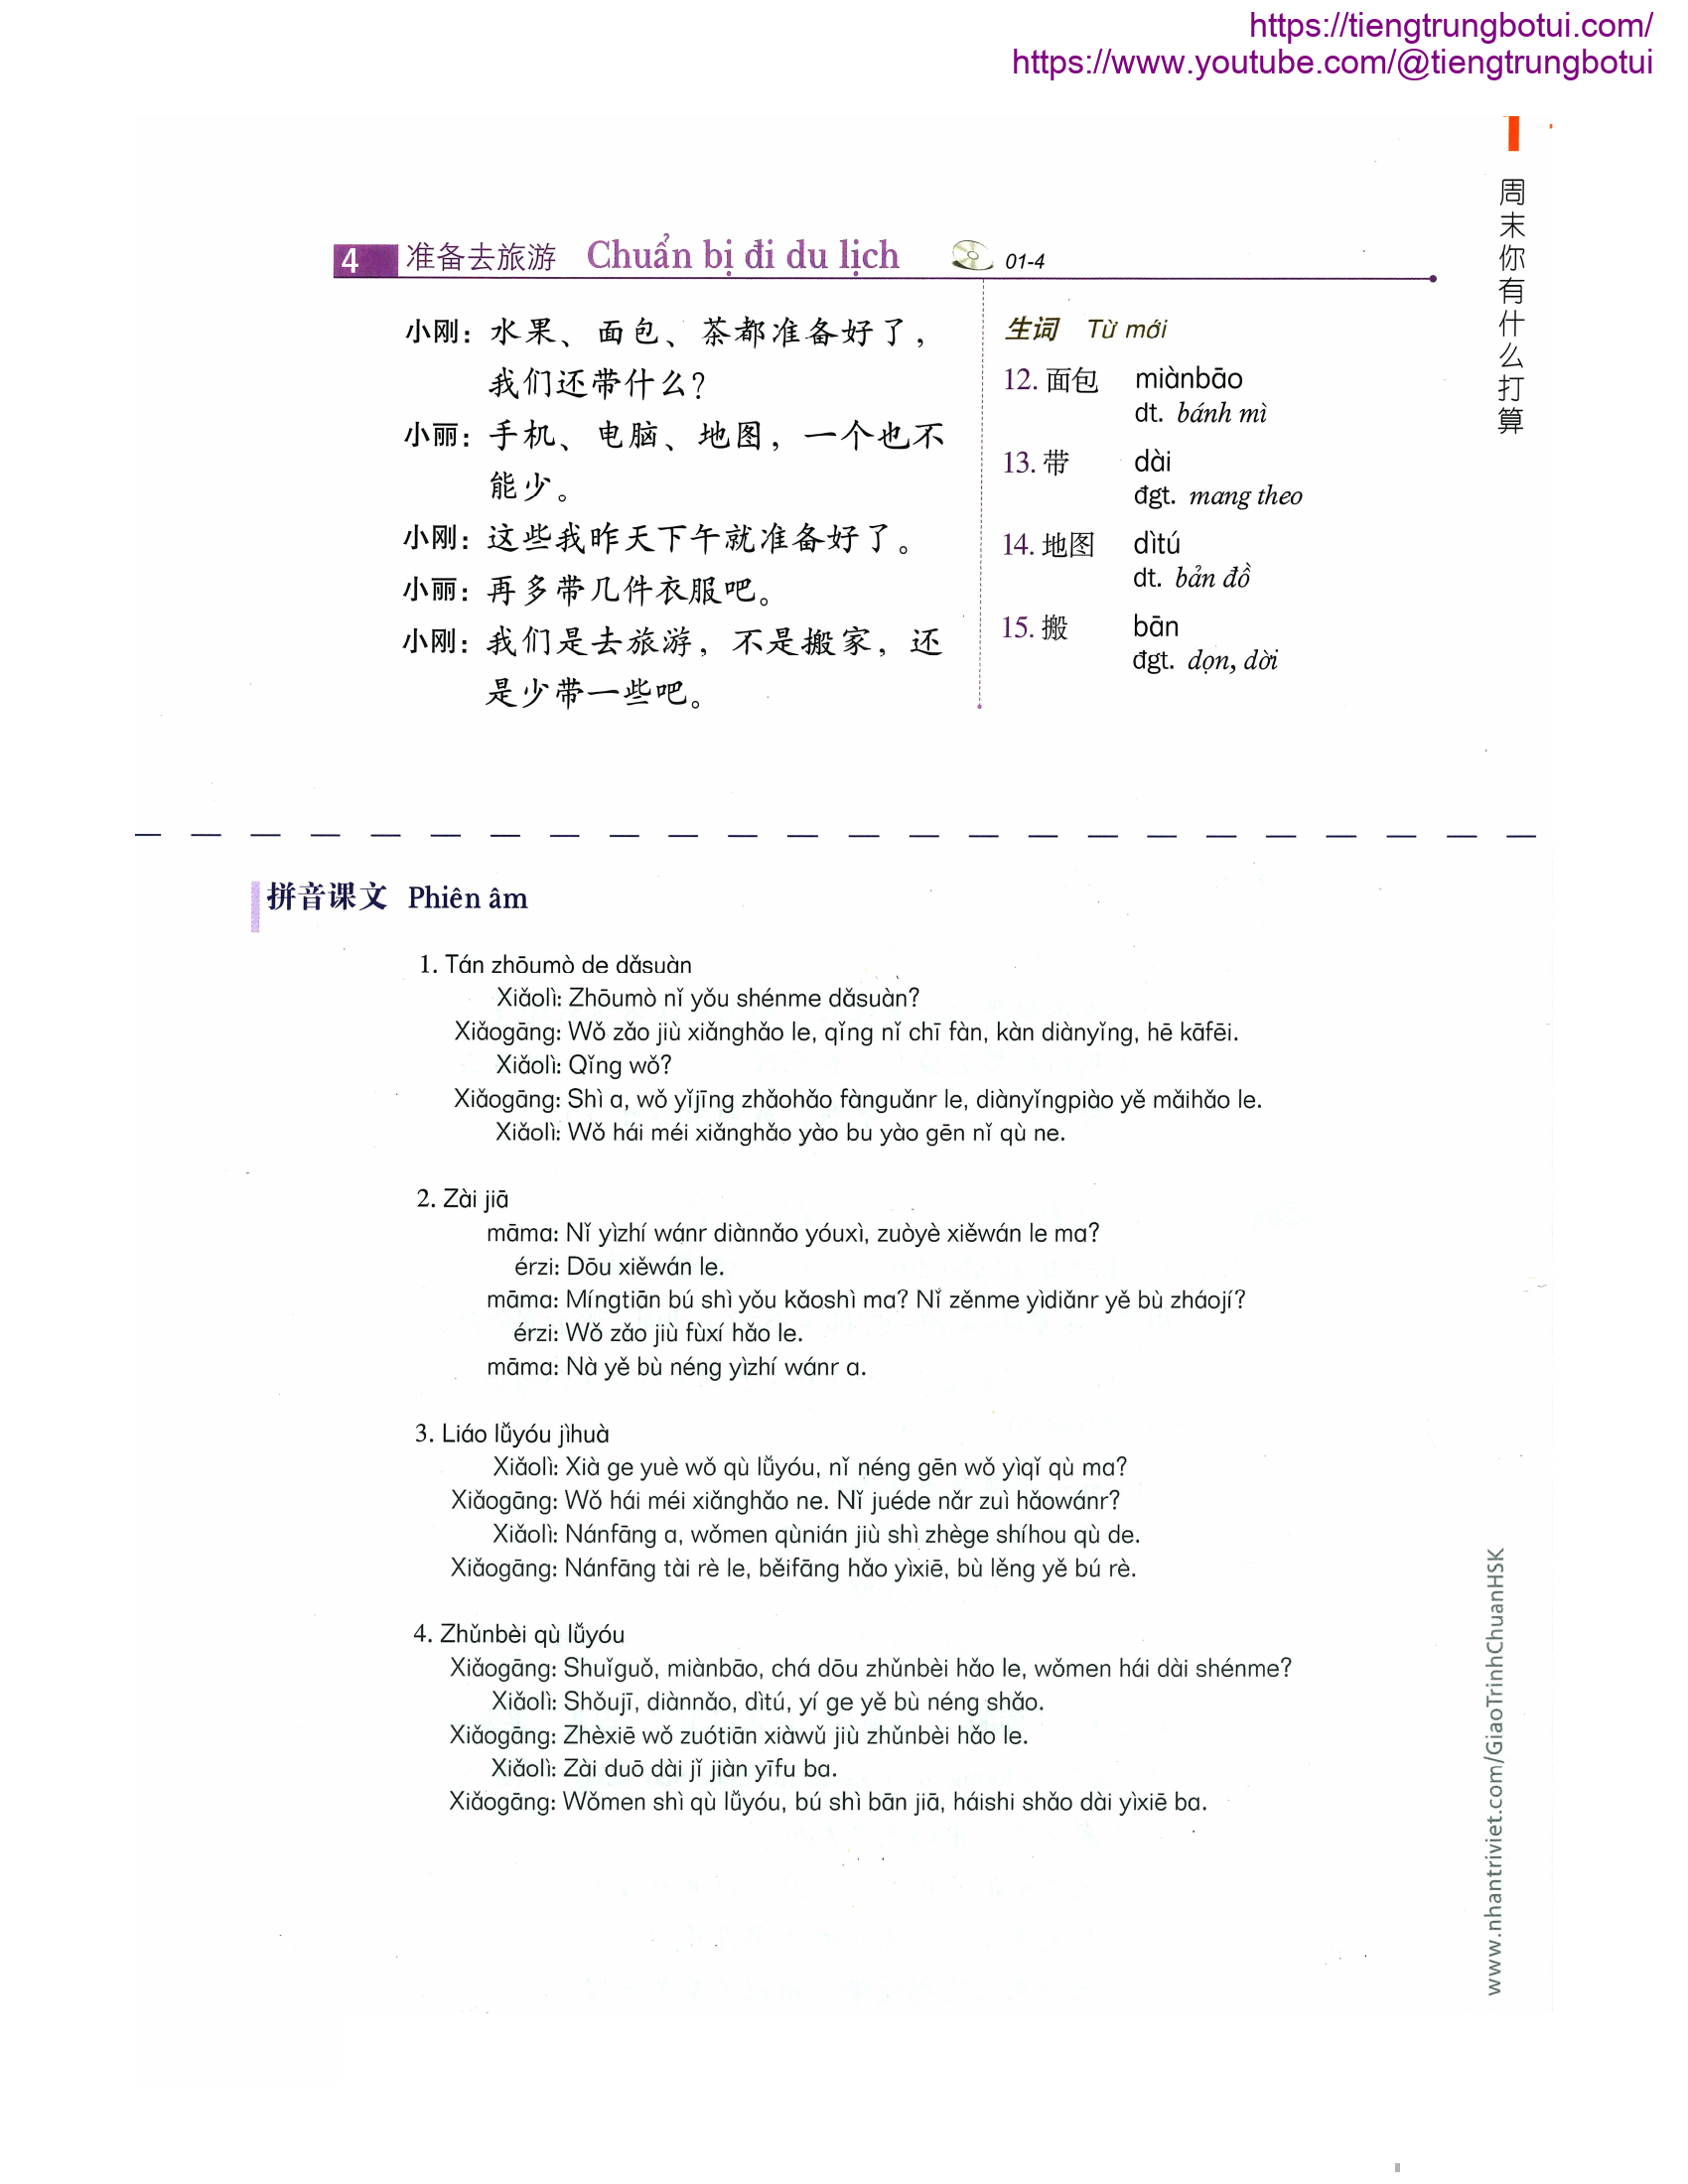 https://tiengtrungbotui.com/
https://www.youtube.com/@tiengtrungbotui
1
周末你有什么打算
4 准备去旅游 Chuẩn bị đi du lịch 01-4
小刚：水果、面包、茶都准备好了，
我们还带什么？
小丽：手机、电脑、地图，一个也不
能少。
小刚：这些我昨天下午就准备好了。
小丽：再多带几件衣服吧。
小刚：我们是去旅游，不是搬家，还
是少带一些吧。
生词 Từ mới
12. 面包 miànbāo
dt. bánh mì
13. 带 dài
đgt. mang theo
14. 地图 dìtú
dt. bản đồ
15. 搬 bān
đgt. dọn, dời
拼音课文 Phiên âm
1. Tán zhōumò de dǎsuàn
Xiǎolì: Zhōumò nǐ yǒu shénme dǎsuàn?
Xiǎogāng: Wǒ zǎo jiù xiǎnghǎo le, qǐng nǐ chī fàn, kàn diànyǐng, hē kāfēi.
Xiǎolì: Qǐng wǒ?
Xiǎogāng: Shì a, wǒ yǐjīng zhǎohǎo fànguǎnr le, diànyǐngpiào yě mǎihǎo le.
Xiǎolì: Wǒ hái méi xiǎnghǎo yào bu yào gēn nǐ qù ne.
2. Zài jiā
māma: Nǐ yìzhí wánr diànnǎo yóuxì, zuòyè xiěwán le ma?
érzi: Dōu xiěwán le.
māma: Míngtiān bú shì yǒu kǎoshì ma? Nǐ zěnme yìdiǎnr yě bù zháojí?
érzi: Wǒ zǎo jiù fùxí hǎo le.
māma: Nà yě bù néng yìzhí wánr a.
3. Liáo lǚyóu jìhuà
Xiǎolì: Xià ge yuè wǒ qù lǚyóu, nǐ néng gēn wǒ yìqǐ qù ma?
Xiǎogāng: Wǒ hái méi xiǎnghǎo ne. Nǐ juéde nǎr zuì hǎowánr?
Xiǎolì: Nánfāng a, wǒmen qùnián jiù shì zhège shíhou qù de.
Xiǎogāng: Nánfāng tài rè le, běifāng hǎo yìxiē, bù lěng yě bú rè.
4. Zhǔnbèi qù lǚyóu
Xiǎogāng: Shuǐguǒ, miànbāo, chá dōu zhǔnbèi hǎo le, wǒmen hái dài shénme?
Xiǎolì: Shǒujī, diànnǎo, dìtú, yí ge yě bù néng shǎo.
Xiǎogāng: Zhèxiē wǒ zuótiān xiàwǔ jiù zhǔnbèi hǎo le.
Xiǎolì: Zài duō dài jǐ jiàn yīfu ba.
Xiǎogāng: Wǒmen shì qù lǚyóu, bú shì bān jiā, háishi shǎo dài yìxiē ba.
www.nhantriviet.com/GiaoTrinhChuanHSK